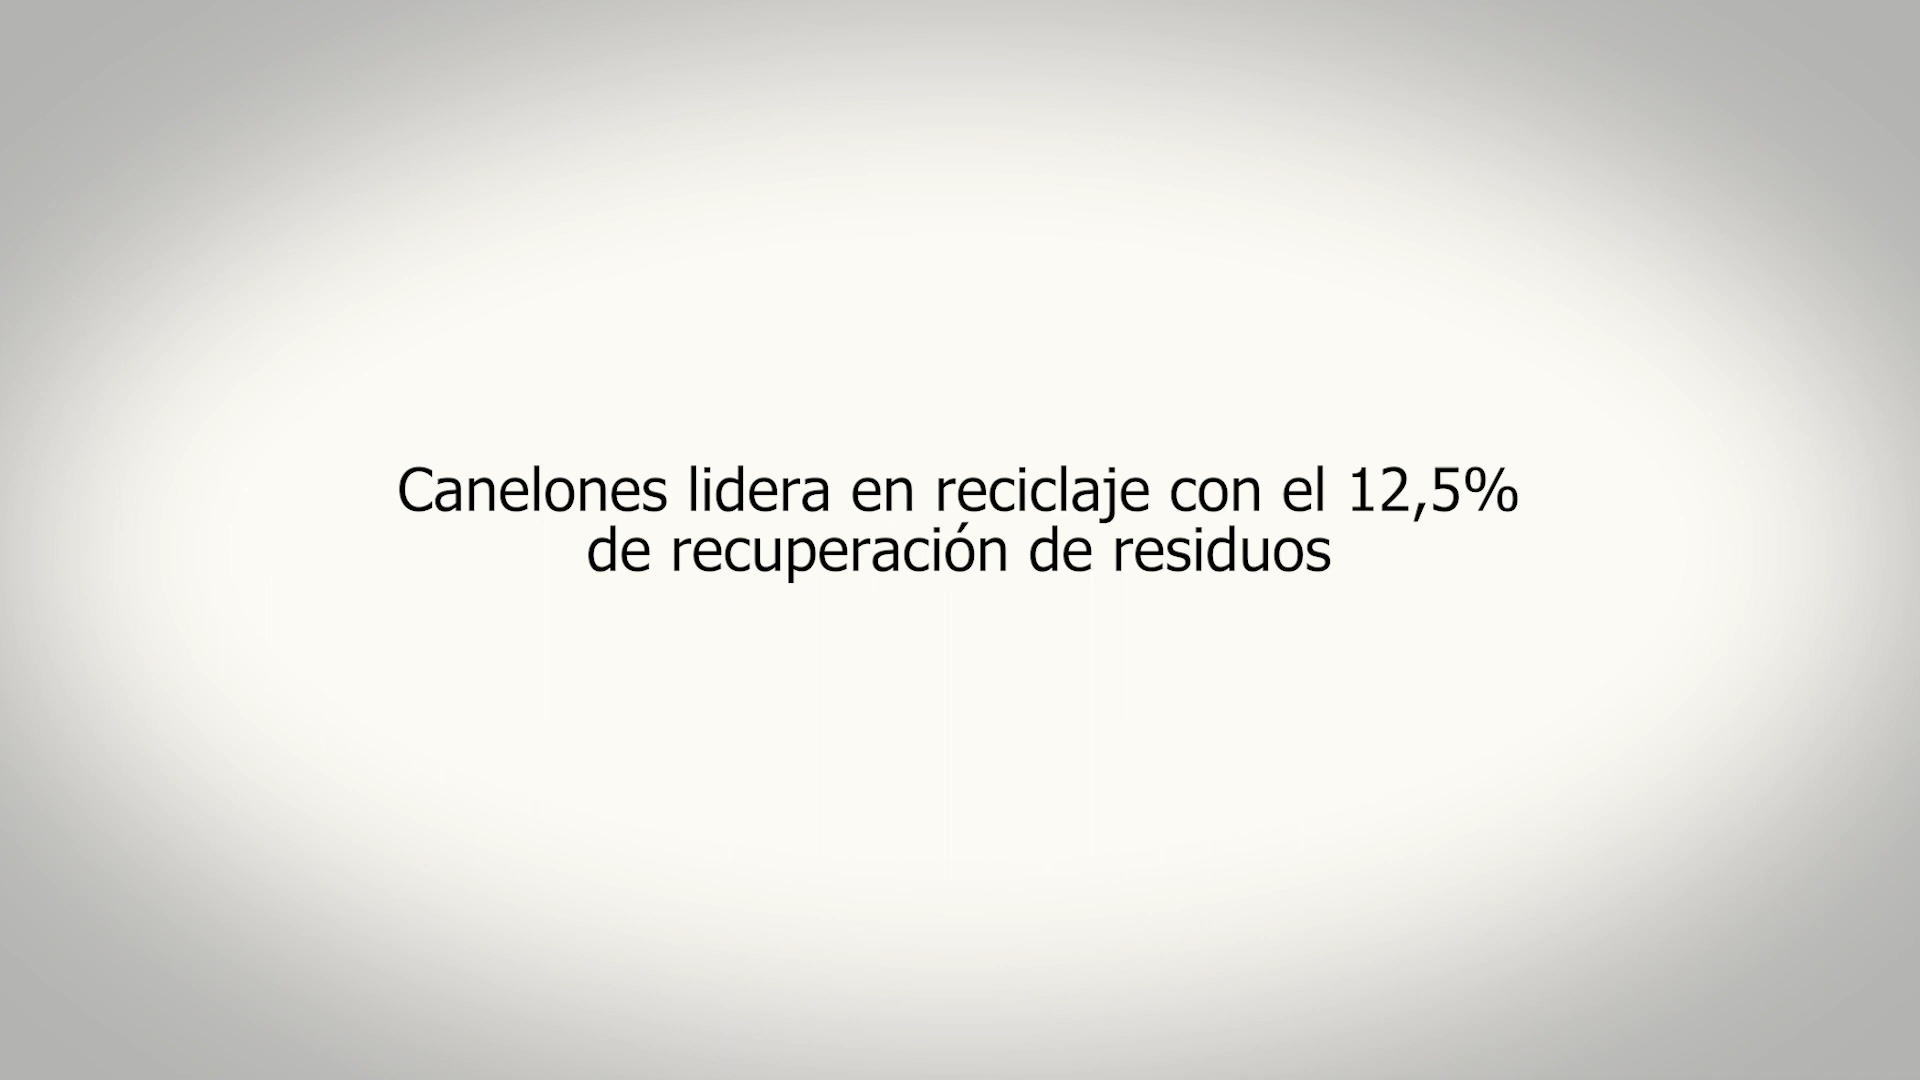 Canelones lidera en reciclaje con el 12,5%
de recuperación de residuos